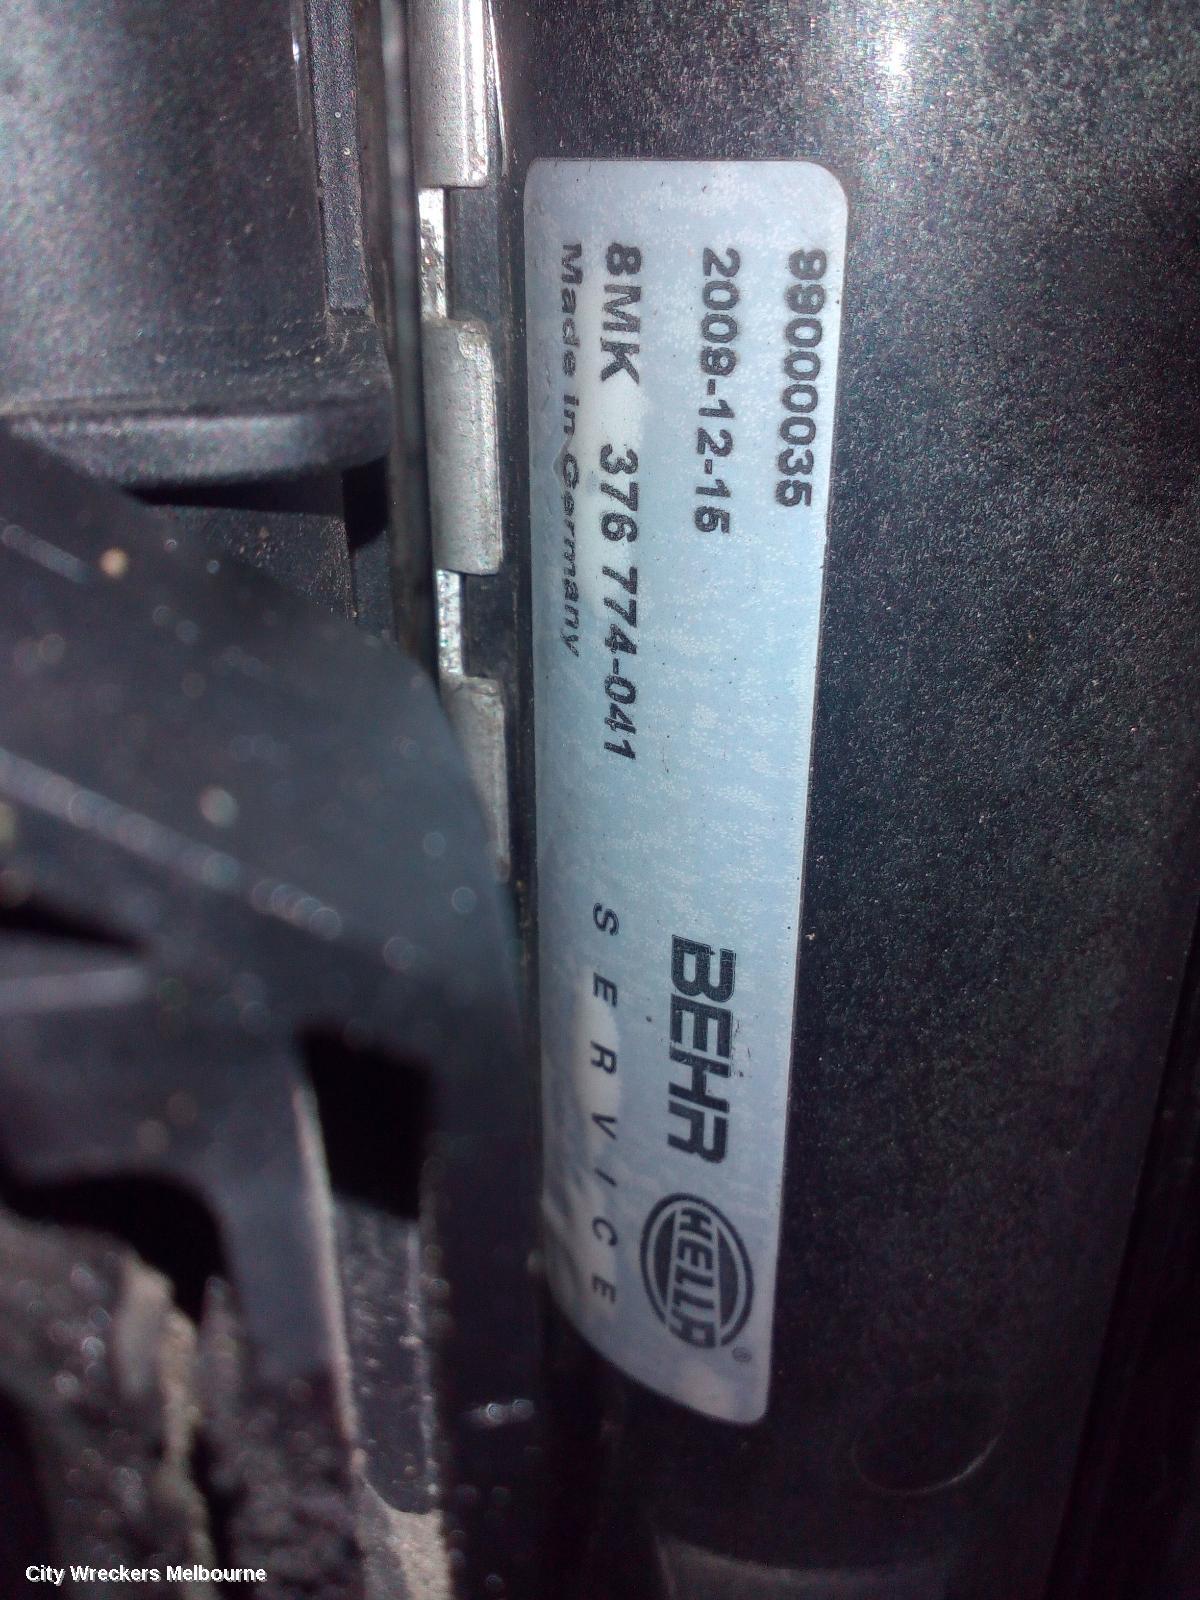 99000035
2009-12-15
8MK 376 774-041
Made in Germany
BEHR HELLA®
SERVICE
City Wreckers Melbourne